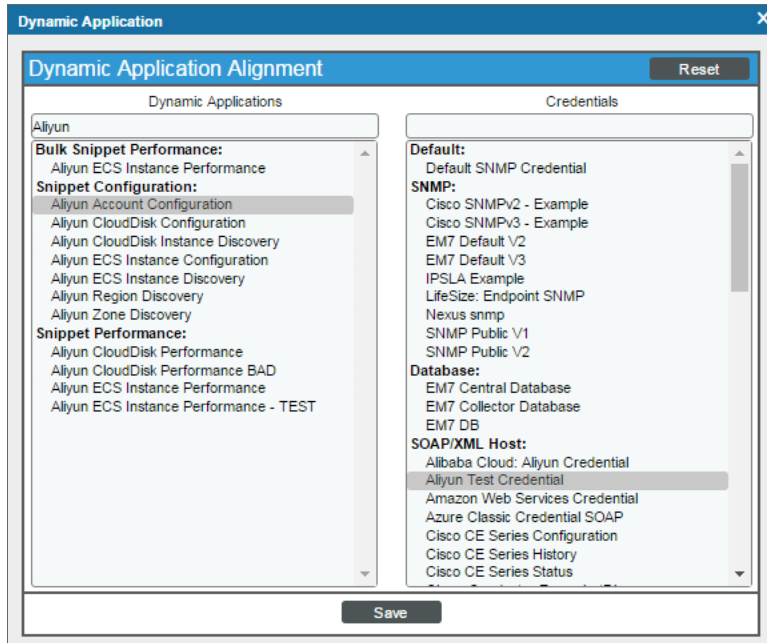 Dynamic Application
Dynamic Application Alignment
Reset
Dynamic Applications
Aliyun
Bulk Snippet Performance:
Aliyun ECS Instance Performance
Snippet Configuration:
Aliyun Account Configuration
Aliyun CloudDisk Configuration
Aliyun CloudDisk Instance Discovery
Aliyun ECS Instance Configuration
Aliyun ECS Instance Discovery
Aliyun Region Discovery
Aliyun Zone Discovery
Snippet Performance:
Aliyun CloudDisk Performance
Aliyun CloudDisk Performance BAD
Aliyun ECS Instance Performance
Aliyun ECS Instance Performance - TEST
Credentials
Default:
Default SNMP Credential
SNMP:
Cisco SNMPv2 - Example
Cisco SNMPv3 - Example
EM7 Default V2
EM7 Default V3
IPSLA Example
LifeSize: Endpoint SNMP
Nexus snmp
SNMP Public V1
SNMP Public V2
Database:
EM7 Central Database
EM7 Collector Database
EM7 DB
SOAP/XML Host:
Alibaba Cloud: Aliyun Credential
Aliyun Test Credential
Amazon Web Services Credential
Azure Classic Credential SOAP
Cisco CE Series Configuration
Cisco CE Series History
Cisco CE Series Status
Save